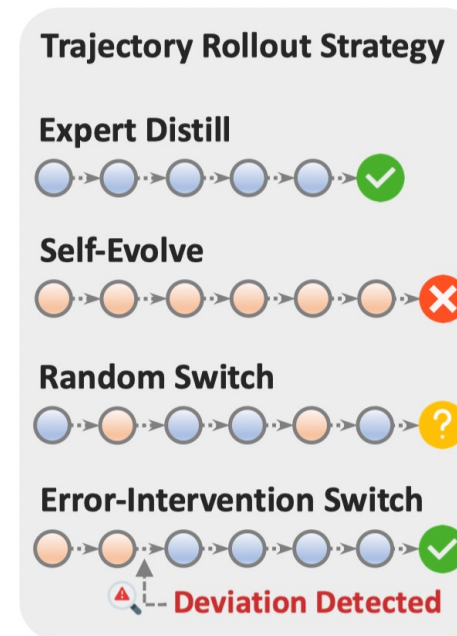 Trajectory Rollout Strategy
Expert Distill
Self-Evolve
Random Switch
?
Error-Intervention Switch
Deviation Detected